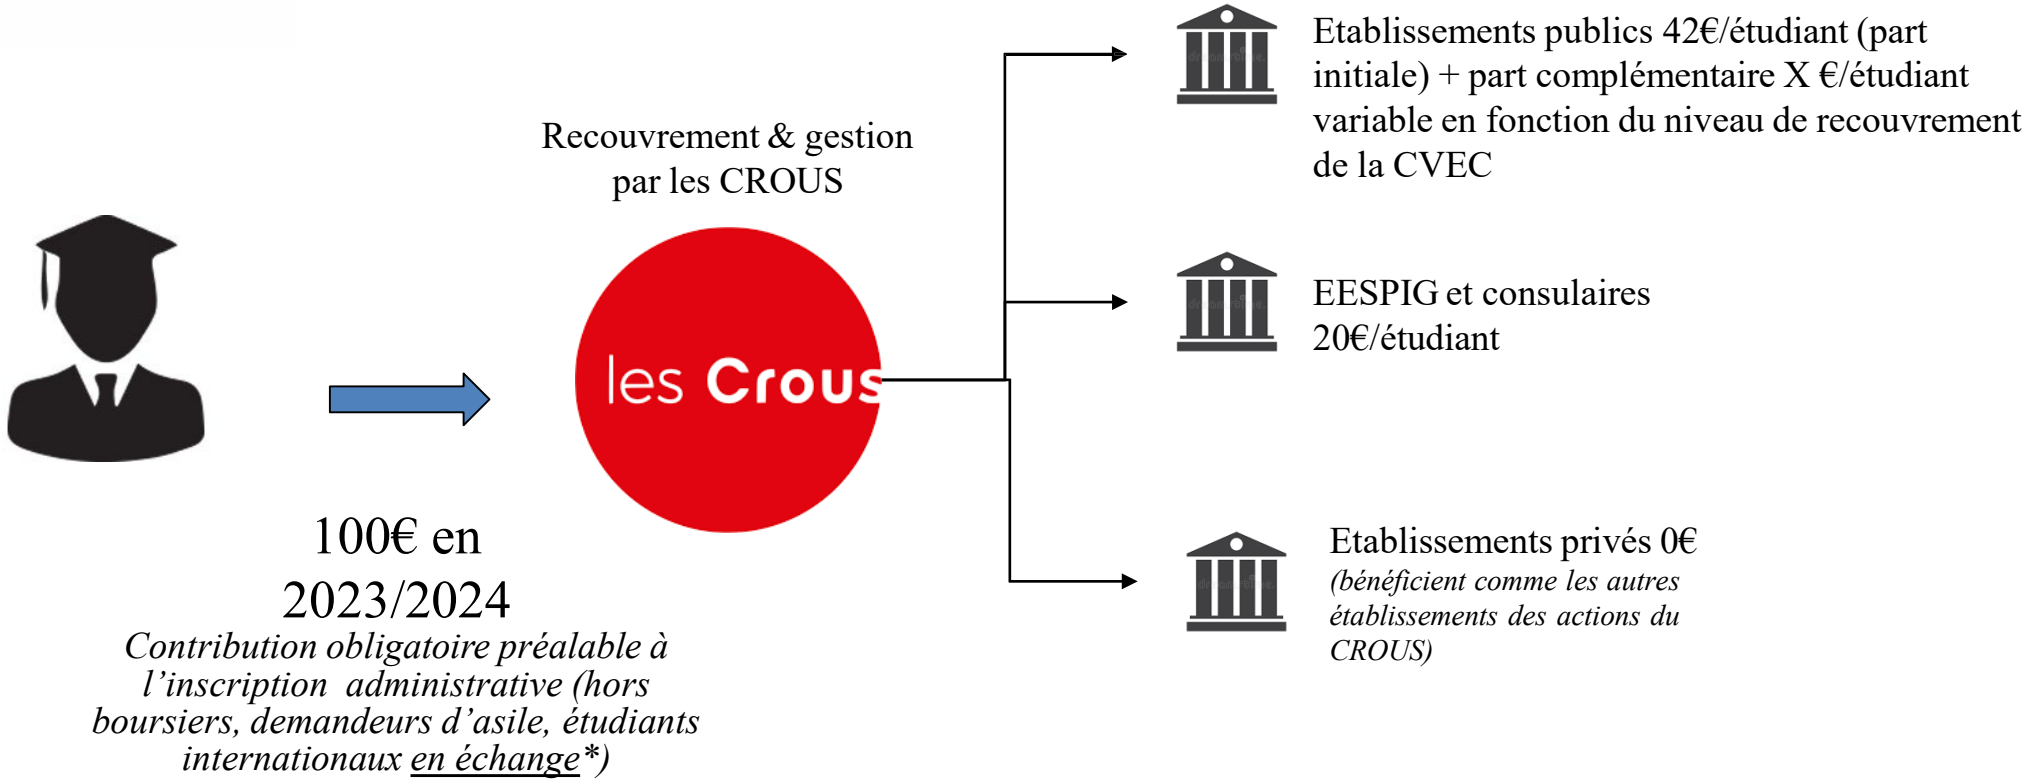 Etablissements publics 42€/étudiant (part
initiale) + part complémentaire X €/étudiant
variable en fonction du niveau de recouvrement
de la CVEC
Recouvrement & gestion
par les CROUS
les Crous
EESPIG et consulaires
20€/étudiant
100€ en
2023/2024
Contribution obligatoire préalable à
l’inscription administrative (hors
boursiers, demandeurs d’asile, étudiants
internationaux en échange*)
Etablissements privés 0€
(bénéficient comme les autres
établissements des actions du
CROUS)